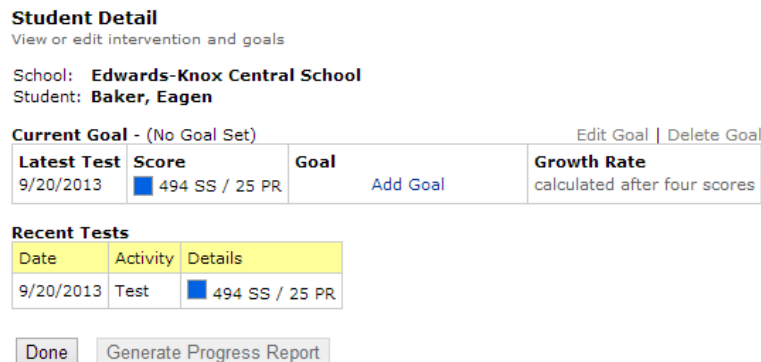 Student Detail
View or edit intervention and goals
School: Edwards-Knox Central School
Student: Baker, Eagen
Current Goal - (No Goal Set) Edit Goal | Delete Goal
Latest Test Score Goal Growth Rate
9/20/2013 494 SS / 25 PR Add Goal calculated after four scores
Recent Tests
Date Activity Details
9/20/2013 Test 494 SS / 25 PR
Done Generate Progress Report